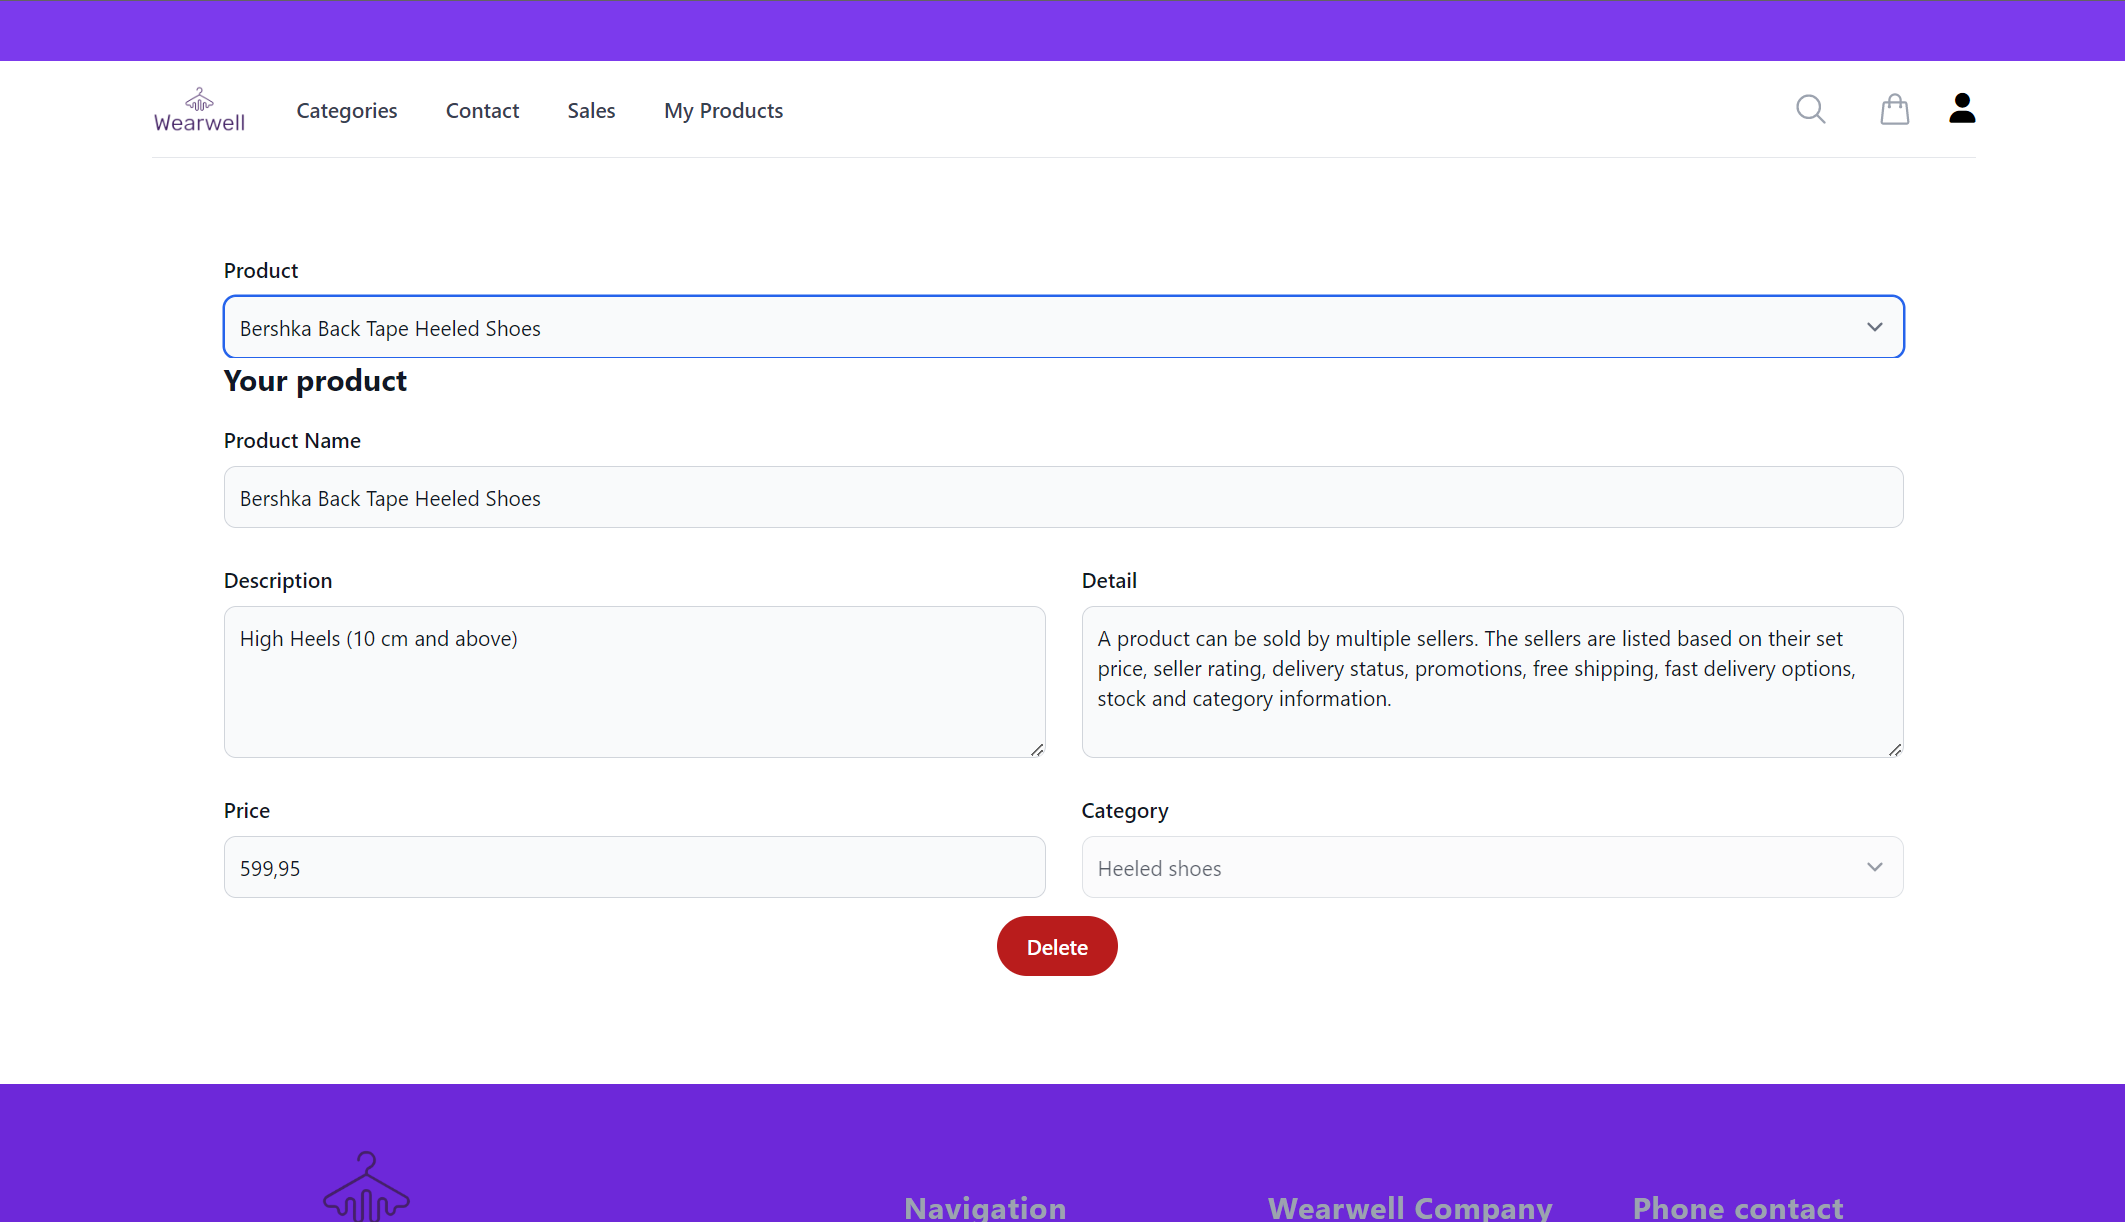 Wearwell
Categories
Contact
Sales
My Products
Product
Bershka Back Tape Heeled Shoes
Your product
Product Name
Bershka Back Tape Heeled Shoes
Description
Detail
High Heels (10 cm and above)
A product can be sold by multiple sellers. The sellers are listed based on their set
price, seller rating, delivery status, promotions, free shipping, fast delivery options,
stock and category information.
Price
Category
599,95
Heeled shoes
Delete
Navigation
Wearwell Company
Phone contact